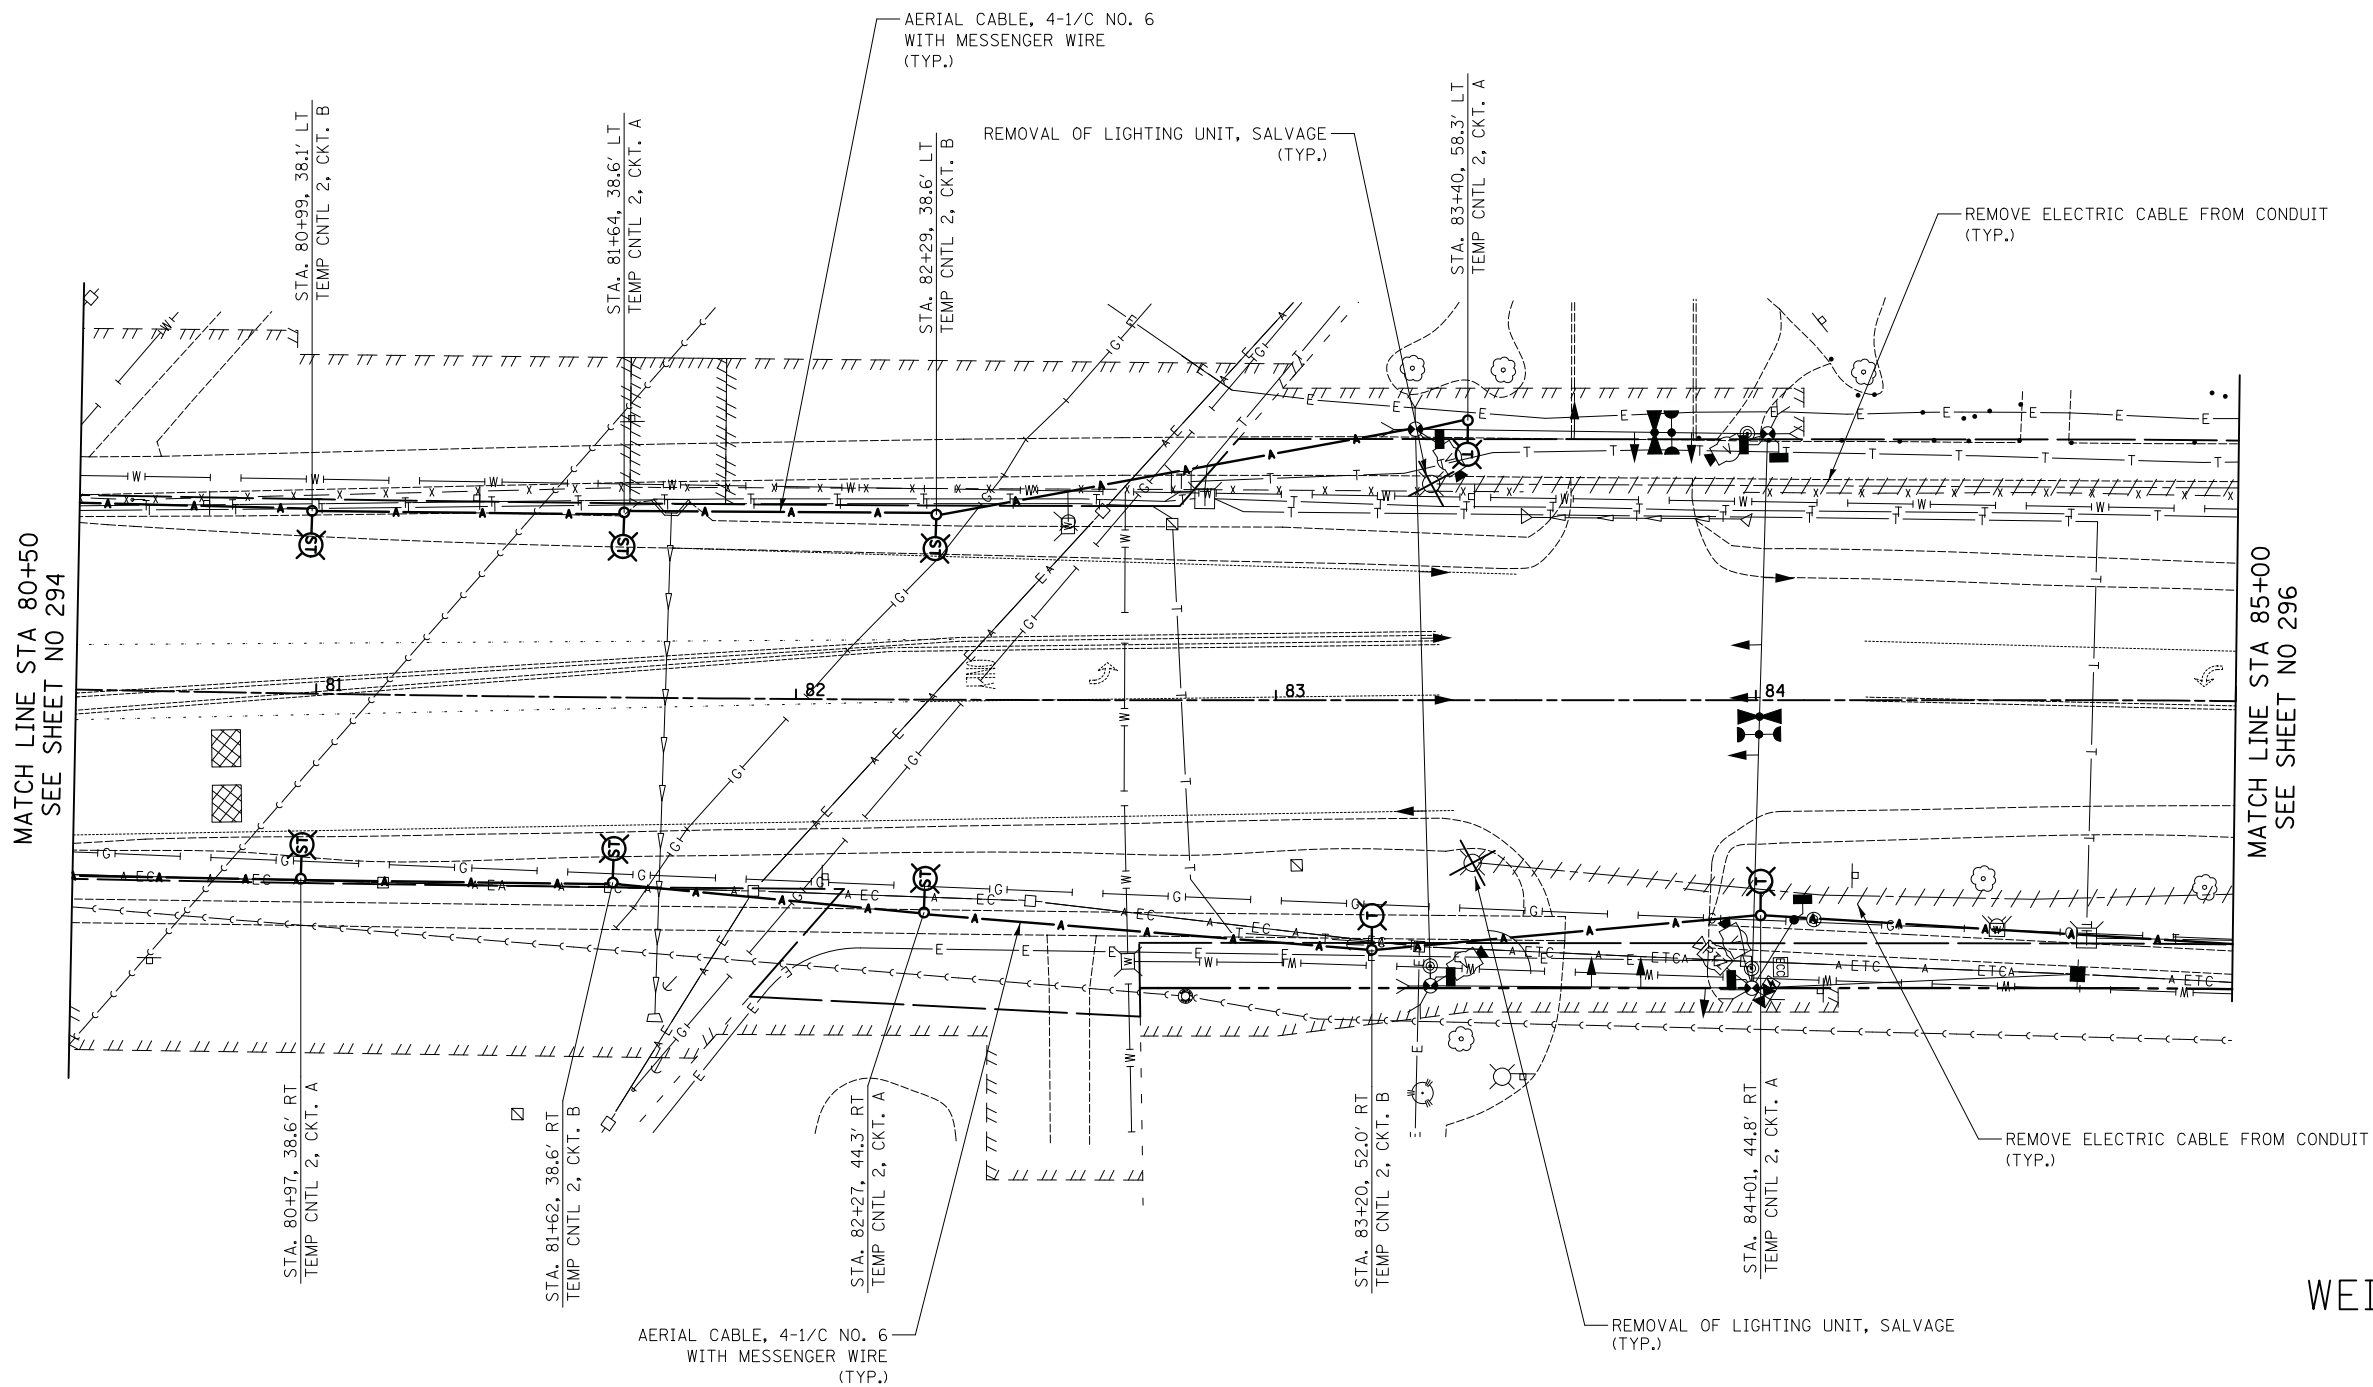 AERIAL CABLE, 4-1/C NO. 6
WITH MESSENGER WIRE
(TYP.)
STA. 80+99, 38.1' LT
TEMP CNTL 2, CKT. B
STA. 81+64, 38.6' LT
TEMP CNTL 2, CKT. A
STA. 82+29, 38.6' LT
TEMP CNTL 2, CKT. B
REMOVAL OF LIGHTING UNIT, SALVAGE
(TYP.)
STA. 83+40, 58.3' LT
TEMP CNTL 2, CKT. A
REMOVE ELECTRIC CABLE FROM CONDUIT
(TYP.)
MATCH LINE STA 80+50
SEE SHEET NO 294
ST
ST
ST
T
81
82
83
84
MATCH LINE STA 85+00
SEE SHEET NO 296
ST
ST
ST
T
T
ECC
STA. 80+97, 38.6' RT
TEMP CNTL 2, CKT. A
STA. 81+62, 38.6' RT
TEMP CNTL 2, CKT. B
STA. 82+27, 44.3' RT
TEMP CNTL 2, CKT. A
STA. 83+20, 52.0' RT
TEMP CNTL 2, CKT. B
STA. 84+01, 44.8' RT
TEMP CNTL 2, CKT. A
REMOVE ELECTRIC CABLE FROM CONDUIT
(TYP.)
AERIAL CABLE, 4-1/C NO. 6
WITH MESSENGER WIRE
(TYP.)
REMOVAL OF LIGHTING UNIT, SALVAGE
(TYP.)
WEI